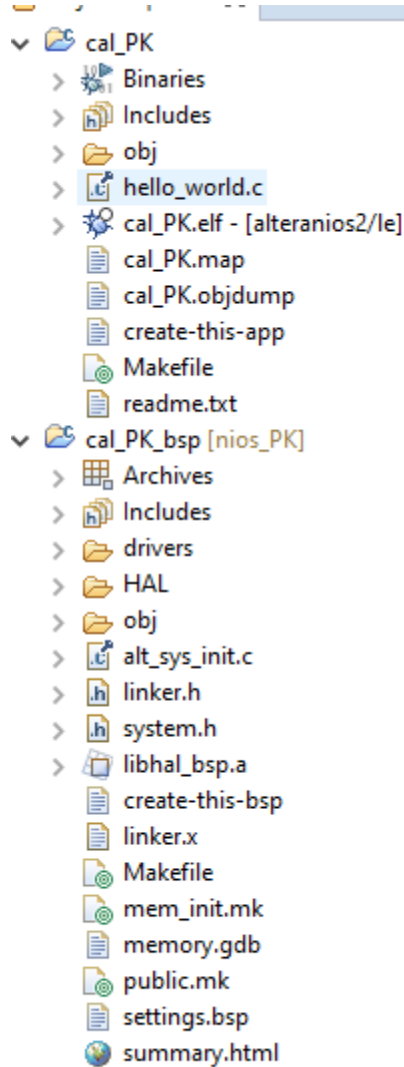 cal_PK
Binaries
Includes
obj
hello_world.c
cal_PK.elf - [alteranios2/le]
cal_PK.map
cal_PK.objdump
create-this-app
Makefile
readme.txt
cal_PK_bsp [nios_PK]
Archives
Includes
drivers
HAL
obj
alt_sys_init.c
linker.h
system.h
libhal_bsp.a
create-this-bsp
linker.x
Makefile
mem_init.mk
memory.gdb
public.mk
settings.bsp
summary.html